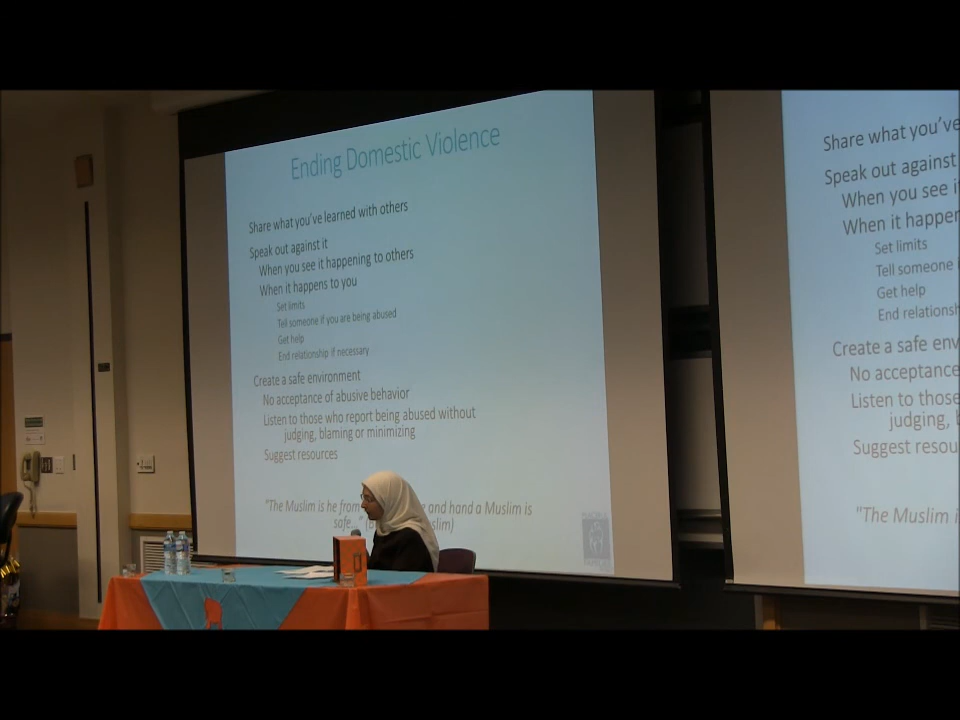 Ending Domestic Violence
Share what you've learned with others
Speak out against it
When you see it happening to others
When it happens to you
Set limits
Tell someone if you are being abused
Get help
End relationship if necessary
Create a safe environment
No acceptance of abusive behavior
Listen to those who report being abused without
judging, blaming or minimizing
Suggest resources
"The Muslim is he from and hand a Muslim is
safe..."
Share what you've
Speak out against
When you see
When it happen
Set limits
Tell someone
Get help
End relationsh
Create a safe env
No acceptance
Listen to those
judging,
Suggest resou
"The Muslim i